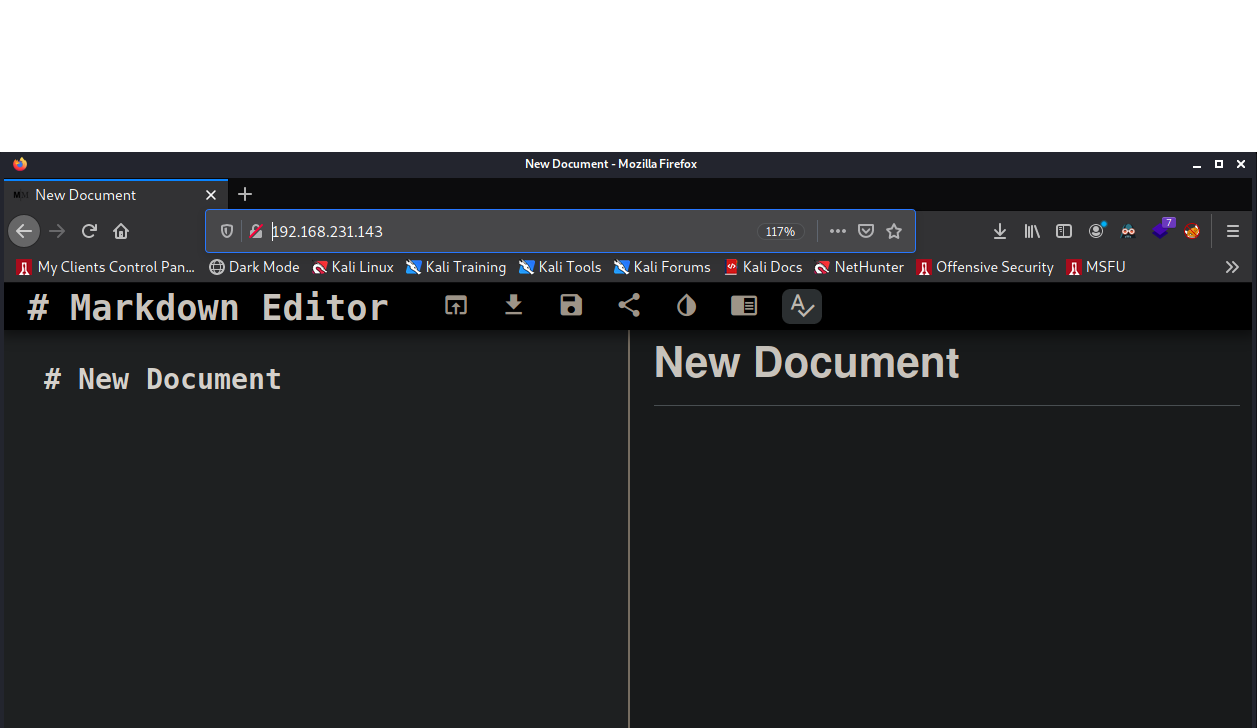 New Document - Mozilla Firefox
New Document
192.168.231.143 117%
7
My Clients Control Pan... Dark Mode Kali Linux Kali Training Kali Tools Kali Forums Kali Docs NetHunter Offensive Security MSFU
# Markdown Editor
# New Document
New Document